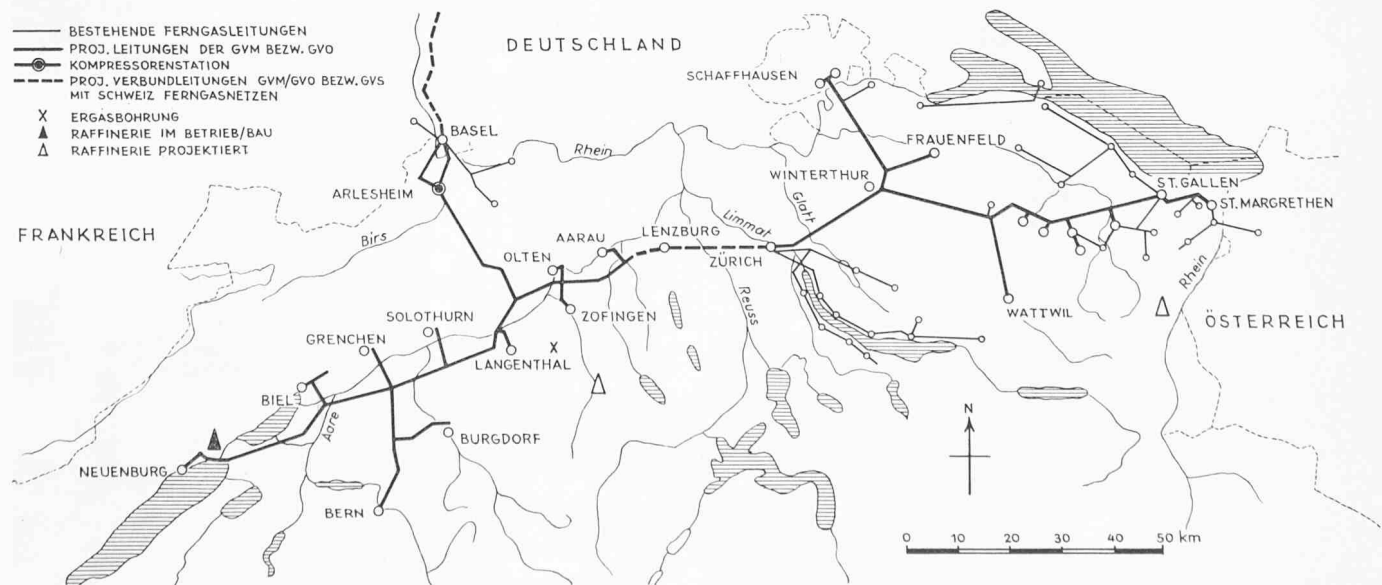 BESTEHENDE FERNGASLEITUNGEN
PROJ. LEITUNGEN DER GVM BEZW. GVO
KOMPRESSORENSTATION
PROJ. VERBUNDLEITUNGEN GVM/GVO BEZW. GVS
MIT SCHWEIZ FERNGASNETZEN
X ERGASBOHRUNG
RAFFINERIE IM BETRIEB/BAU
RAFFINERIE PROJEKTIERT
DEUTSCHLAND
SCHAFFHAUSEN
BASEL
Rhein
FRAUENFELD
WINTERTHUR
ARLESHEIM
ST. GALLEN
ST. MARGRETHEN
FRANKREICH
Birs
AARAU
LENZBURG
Limmat
Glatt
OLTEN
ZÜRICH
Rhein
Reuss
SOLOTHURN
ZOFINGEN
WATTWIL
ÖSTERREICH
GRENCHEN
LANGENTHAL
X
BIEL
Aare
BURGDORF
N
NEUENBURG
BERN
0 10 20 30 40 50 km